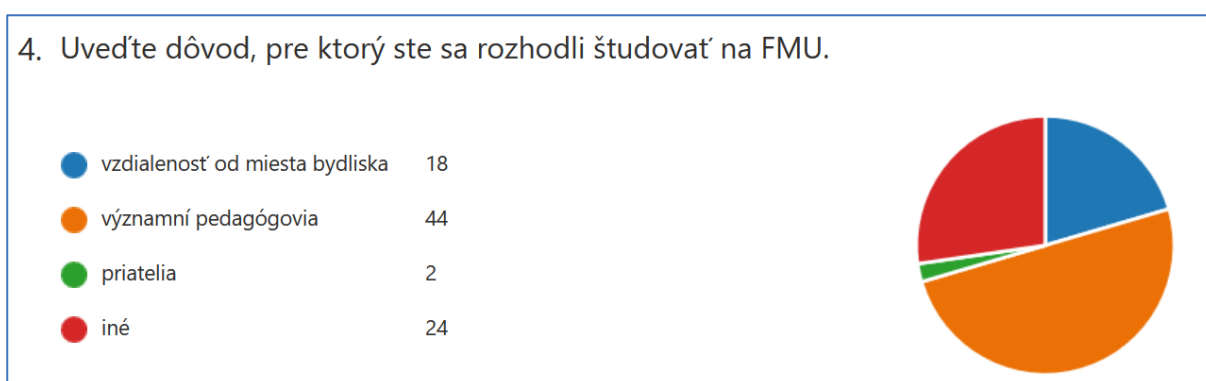 4. Uveďte dôvod, pre ktorý ste sa rozhodli študovať na FMU.
vzdialenosť od miesta bydliska 18
významní pedagógovia 44
priatelia 2
iné 24